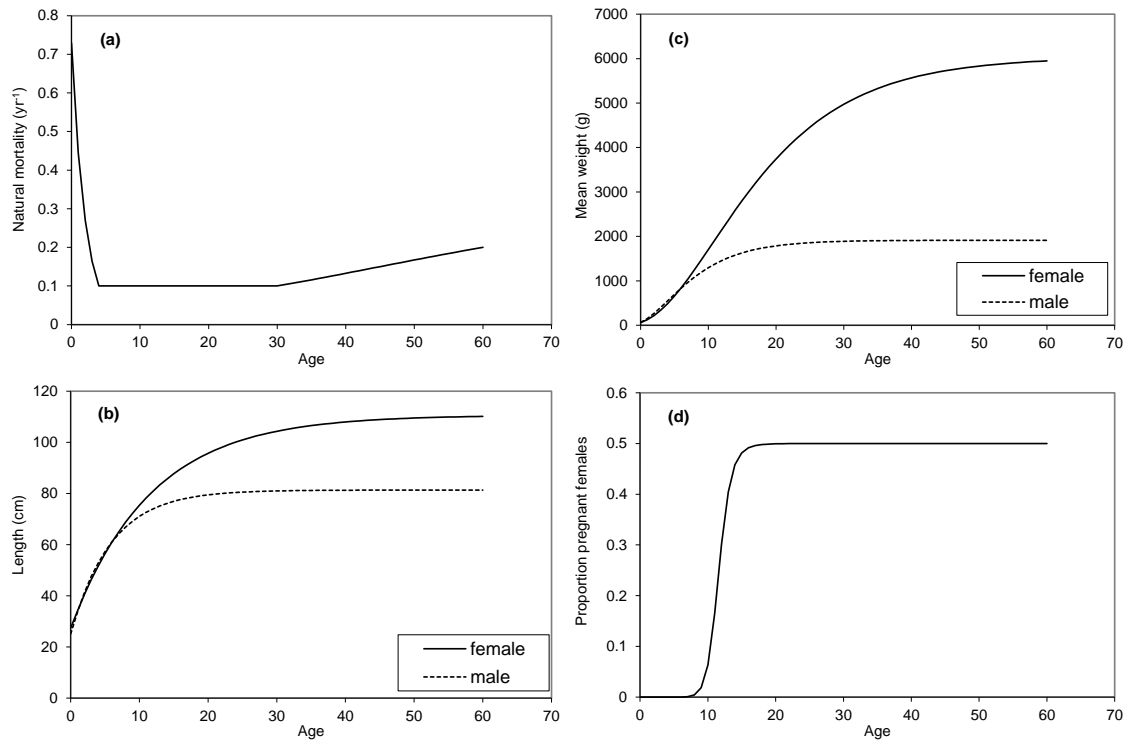 (a)
Natural mortality (yr-1)
0.8
0.7
0.6
0.5
0.4
0.3
0.2
0.1
0
0 10 20 30 40 50 60 70
Age
(c)
Mean weight (g)
7000
6000
5000
4000
3000
2000
1000
0
female
male
0 10 20 30 40 50 60 70
Age
(b)
Length (cm)
120
100
80
60
40
20
0
female
male
0 10 20 30 40 50 60 70
Age
(d)
Proportion pregnant females
0.6
0.5
0.4
0.3
0.2
0.1
0
0 10 20 30 40 50 60 70
Age